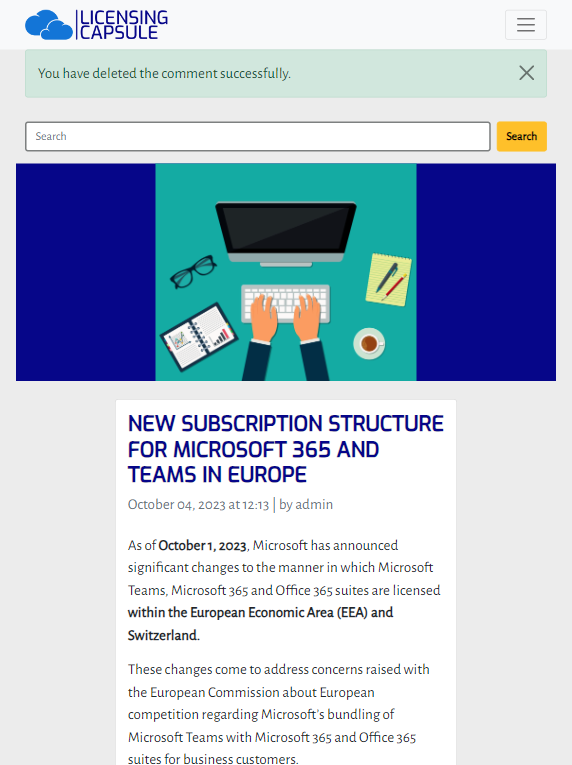 LICENSING
CAPSULE
You have deleted the comment successfully.
Search
Search
NEW SUBSCRIPTION STRUCTURE
FOR MICROSOFT 365 AND
TEAMS IN EUROPE
October 04, 2023 at 12:13 | by admin
As of October 1, 2023, Microsoft has announced
significant changes to the manner in which Microsoft
Teams, Microsoft 365 and Office 365 suites are licensed
within the European Economic Area (EEA) and
Switzerland.
These changes come to address concerns raised with
the European Commission about European
competition regarding Microsoft's bundling of
Microsoft Teams with Microsoft 365 and Office 365
suites for business customers.